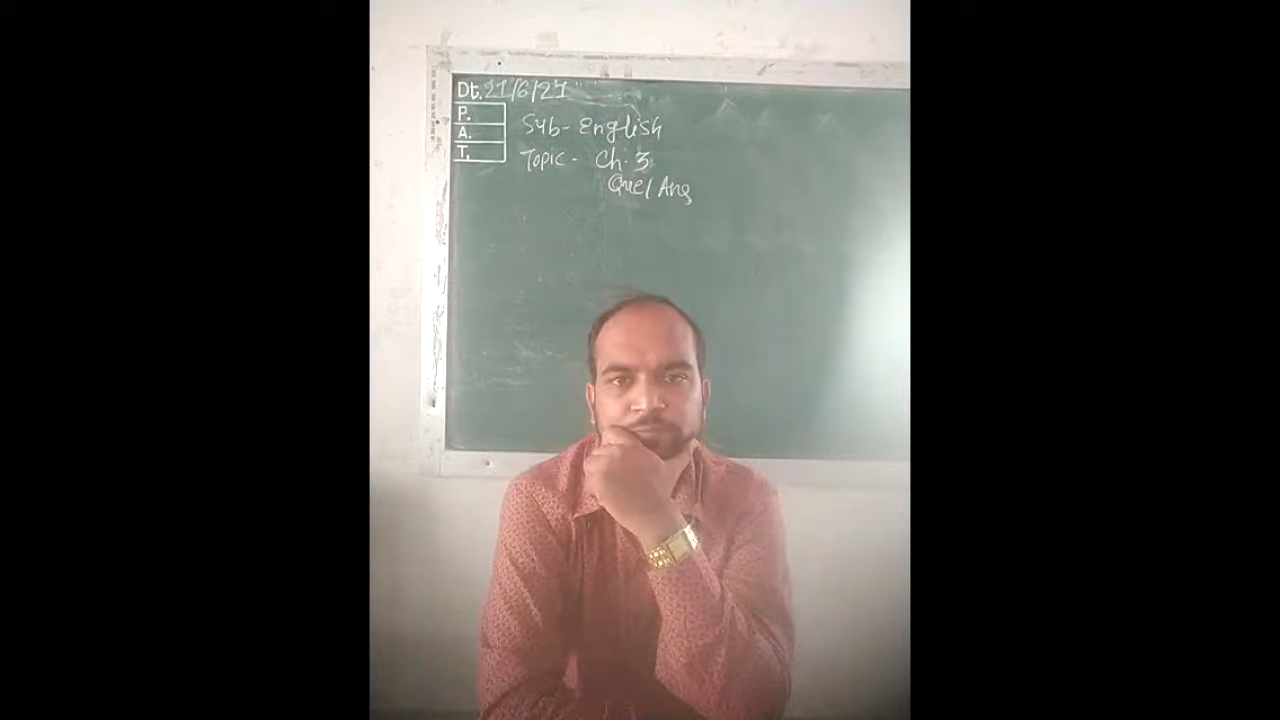 Dt. 21/6/21
P.
Sub- English
A.
T.
Topic - Ch. 3
Que/Ans